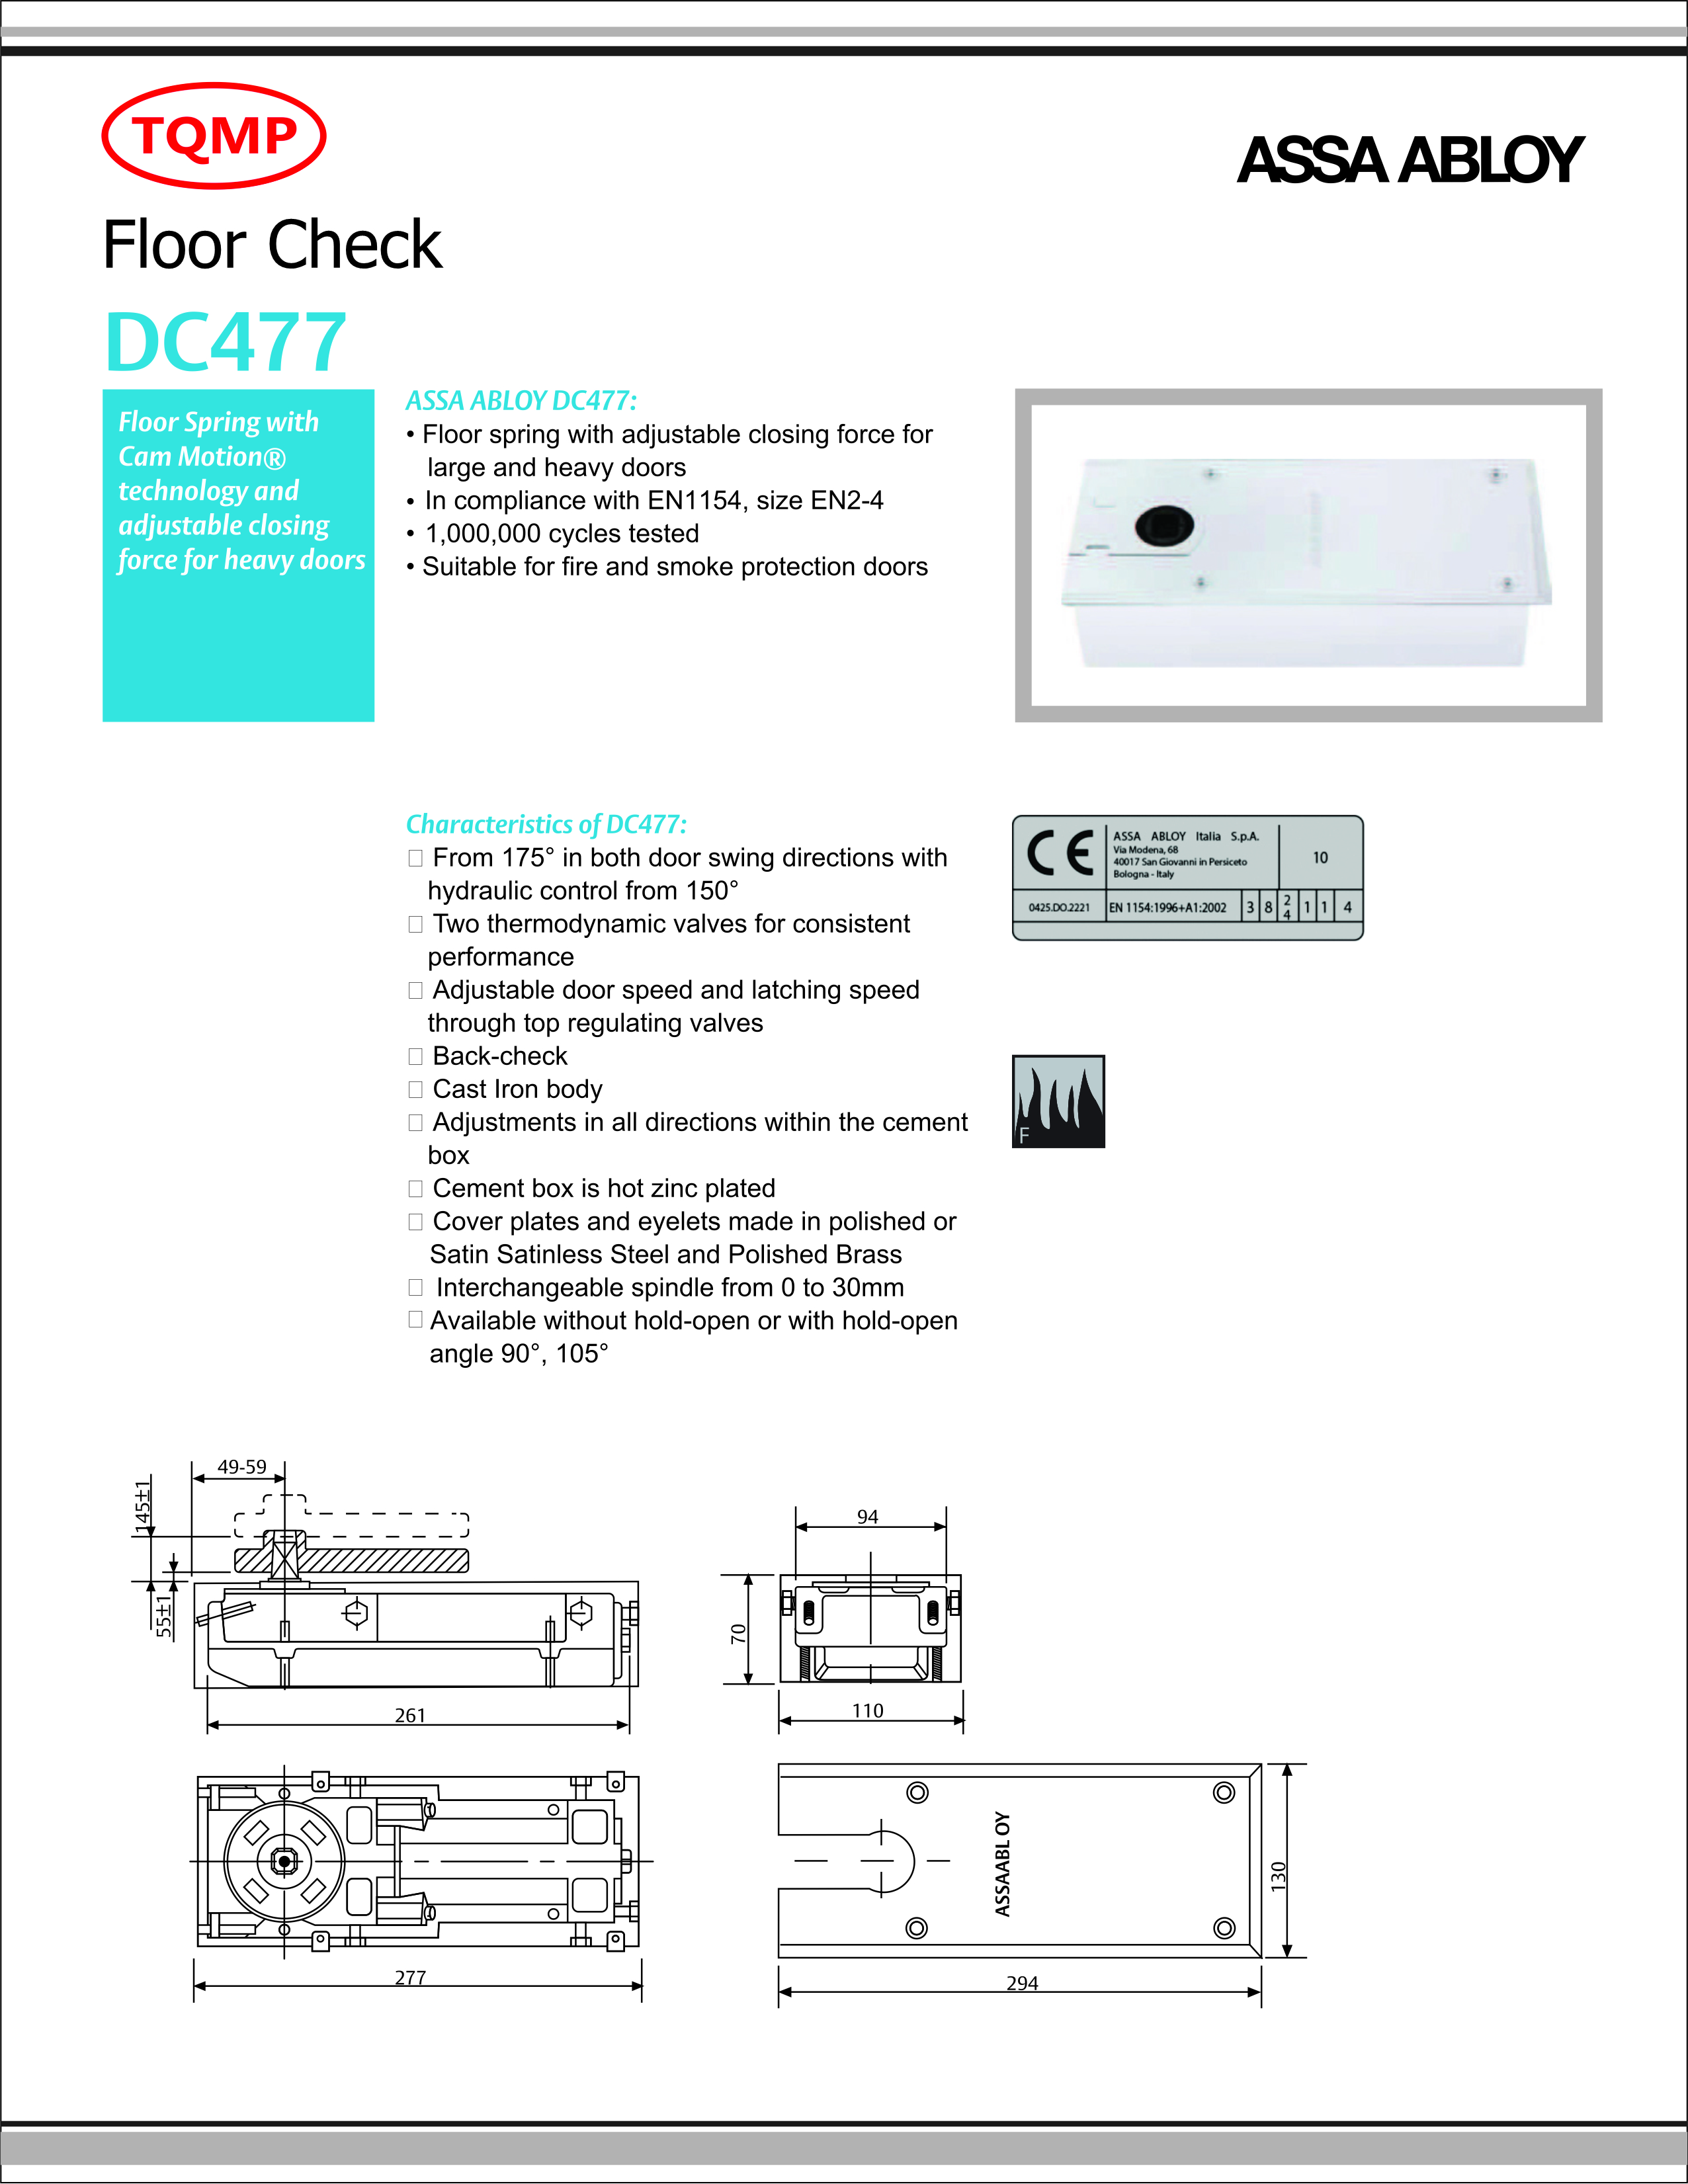 TQMP
ASSA ABLOY
Floor Check
DC477
Floor Spring with
Cam Motion®
technology and
adjustable closing
force for heavy doors
ASSA ABLOY DC477:
• Floor spring with adjustable closing force for
large and heavy doors
• In compliance with EN1154, size EN2-4
• 1,000,000 cycles tested
• Suitable for fire and smoke protection doors
Characteristics of DC477:
□ From 175° in both door swing directions with
hydraulic control from 150°
□ Two thermodynamic valves for consistent
performance
□ Adjustable door speed and latching speed
through top regulating valves
□ Back-check
□ Cast Iron body
□ Adjustments in all directions within the cement
box
□ Cement box is hot zinc plated
□ Cover plates and eyelets made in polished or
Satin Satinless Steel and Polished Brass
□ Interchangeable spindle from 0 to 30mm
□ Available without hold-open or with hold-open
angle 90°, 105°
CE
ASSA ABLOY Italia S.p.A.
Via Modena, 68
40017 San Giovanni in Persiceto
Bologna - Italy
10
0425.DO.2221
EN 1154:1996+A1:2002
3 8 2 4 1 1 4
F
49-59
145±1
55±1
261
94
70
110
277
ASSAABL OY
130
294